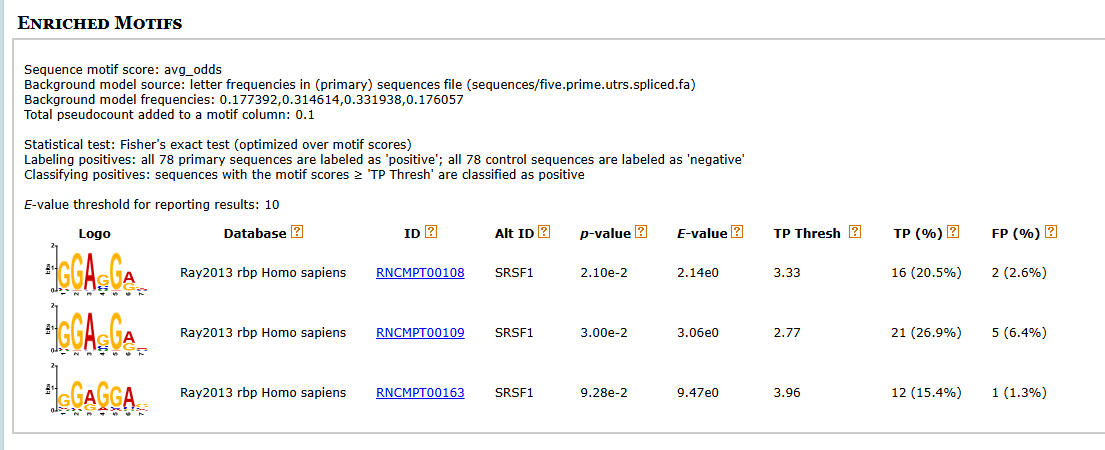 ENRICHED MOTIFS
Sequence motif score: avg_odds
Background model source: letter frequencies in (primary) sequences file (sequences/five.prime.utrs.spliced.fa)
Background model frequencies: 0.177392,0.314614,0.331938,0.176057
Total pseudocount added to a motif column: 0.1
Statistical test: Fisher's exact test (optimized over motif scores)
Labeling positives: all 78 primary sequences are labeled as 'positive'; all 78 control sequences are labeled as 'negative'
Classifying positives: sequences with the motif scores ≥ 'TP Thresh' are classified as positive
E-value threshold for reporting results: 10
Logo Database ? ID ? Alt ID ? p-value ? E-value ? TP Thresh ? TP (%) ? FP (%) ?
Ray2013 rbp Homo sapiens RNCMPT00108 SRSF1 2.10e-2 2.14e0 3.33 16 (20.5%) 2 (2.6%)
Ray2013 rbp Homo sapiens RNCMPT00109 SRSF1 3.00e-2 3.06e0 2.77 21 (26.9%) 5 (6.4%)
Ray2013 rbp Homo sapiens RNCMPT00163 SRSF1 9.28e-2 9.47e0 3.96 12 (15.4%) 1 (1.3%)